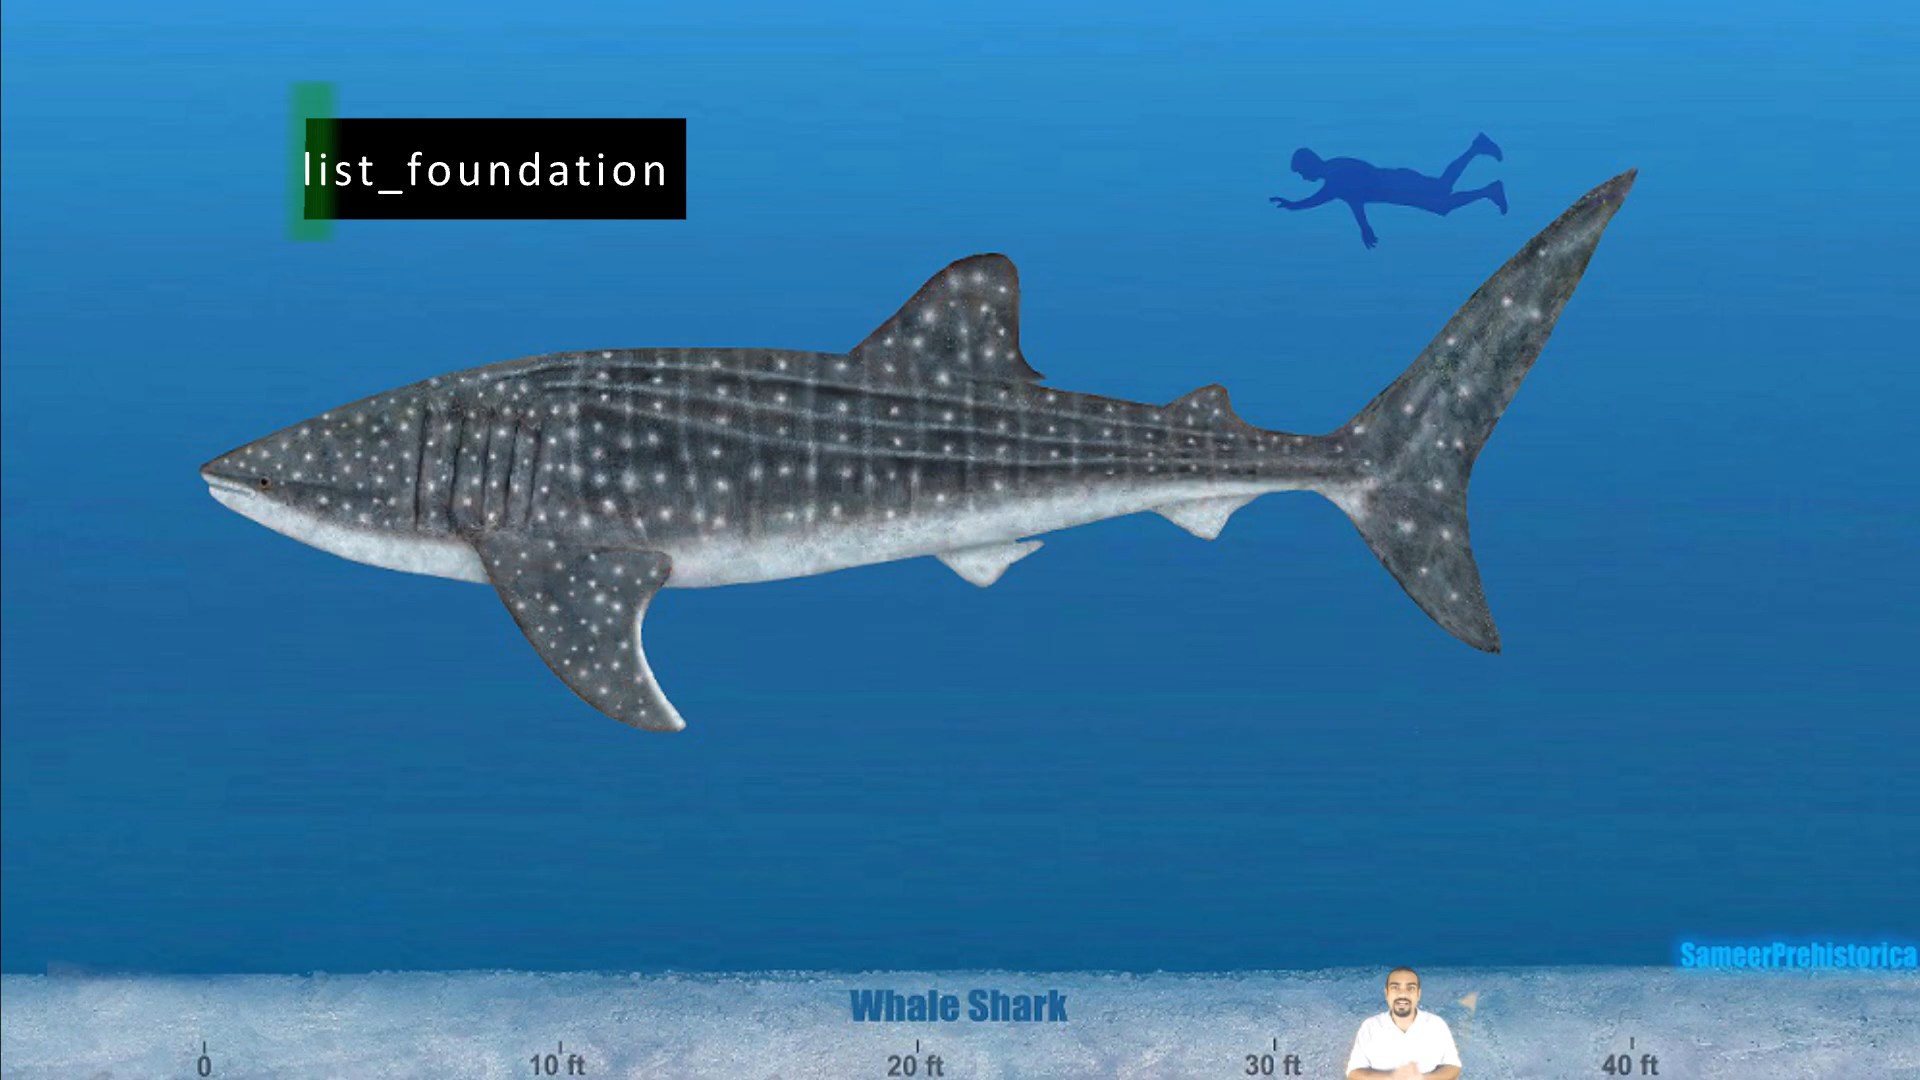 list_foundation
SameerPrehistorica
Whale Shark
0 10 ft 20 ft 30 ft 40 ft